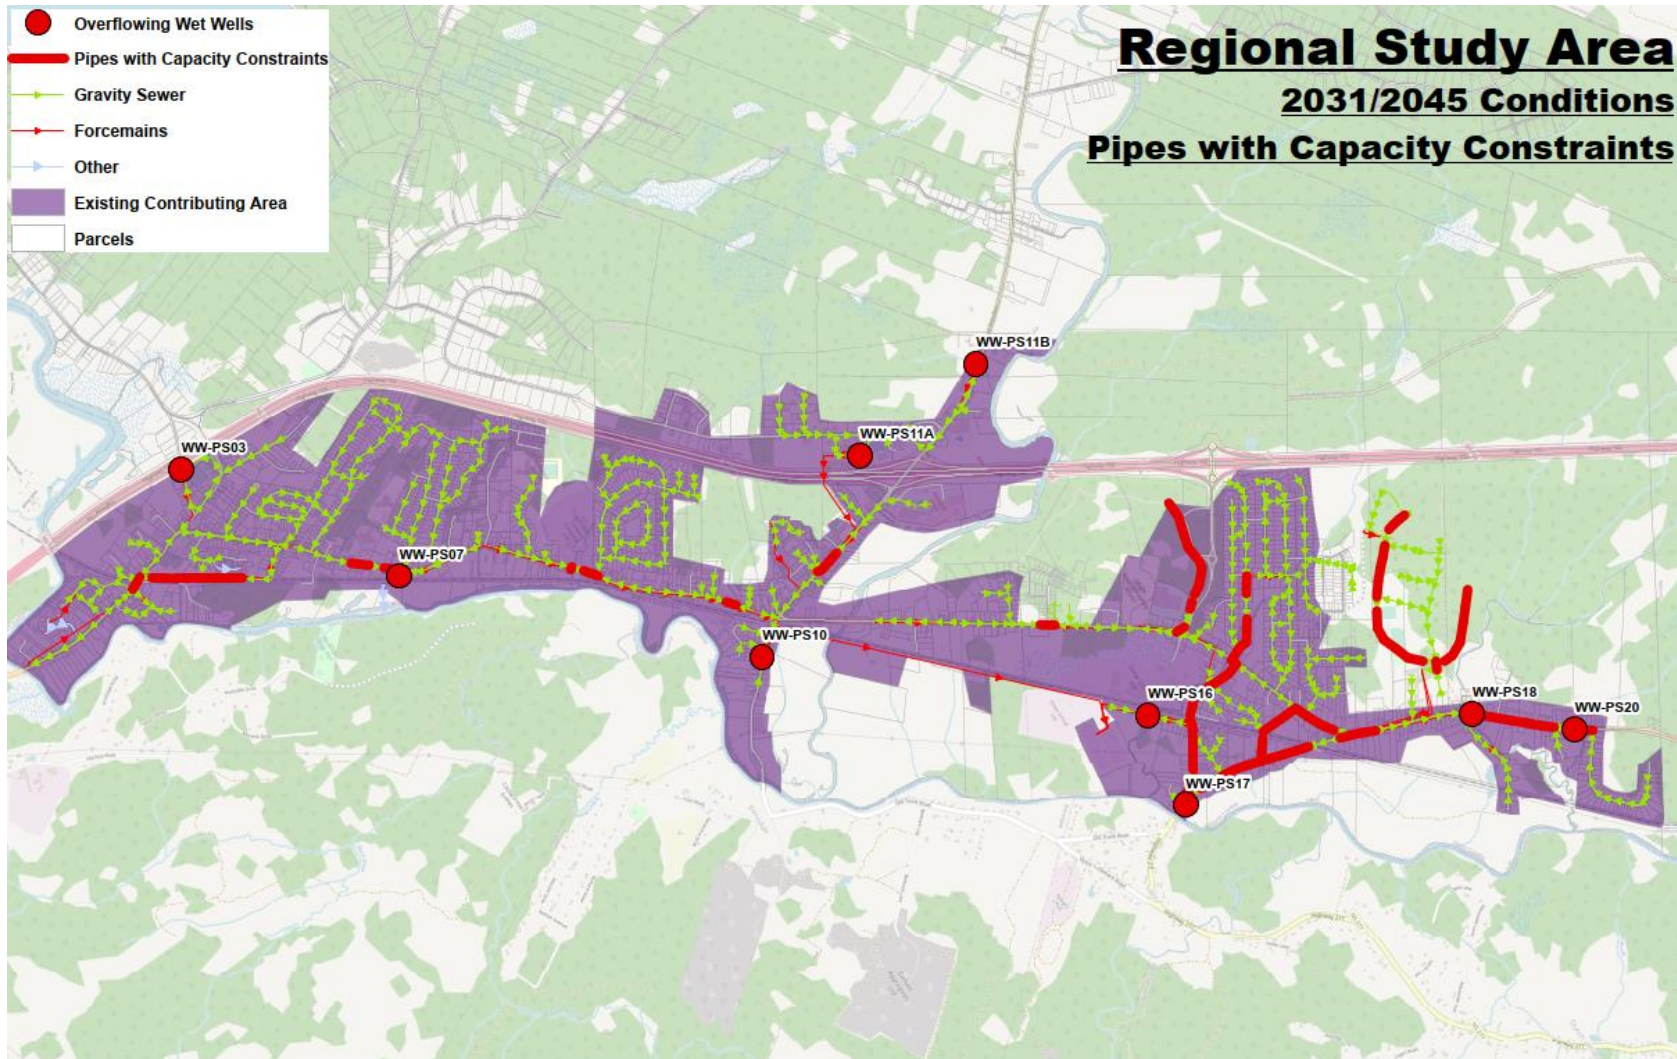 Overflowing Wet Wells
Pipes with Capacity Constraints
Gravity Sewer
Forcemains
Other
Existing Contributing Area
Parcels
Regional Study Area
2031/2045 Conditions
Pipes with Capacity Constraints
WW-PS11B
WW-PS11A
WW-PS03
WW-PS07
WW-PS10
WW-PS16
WW-PS18
WW-PS20
WW-PS17